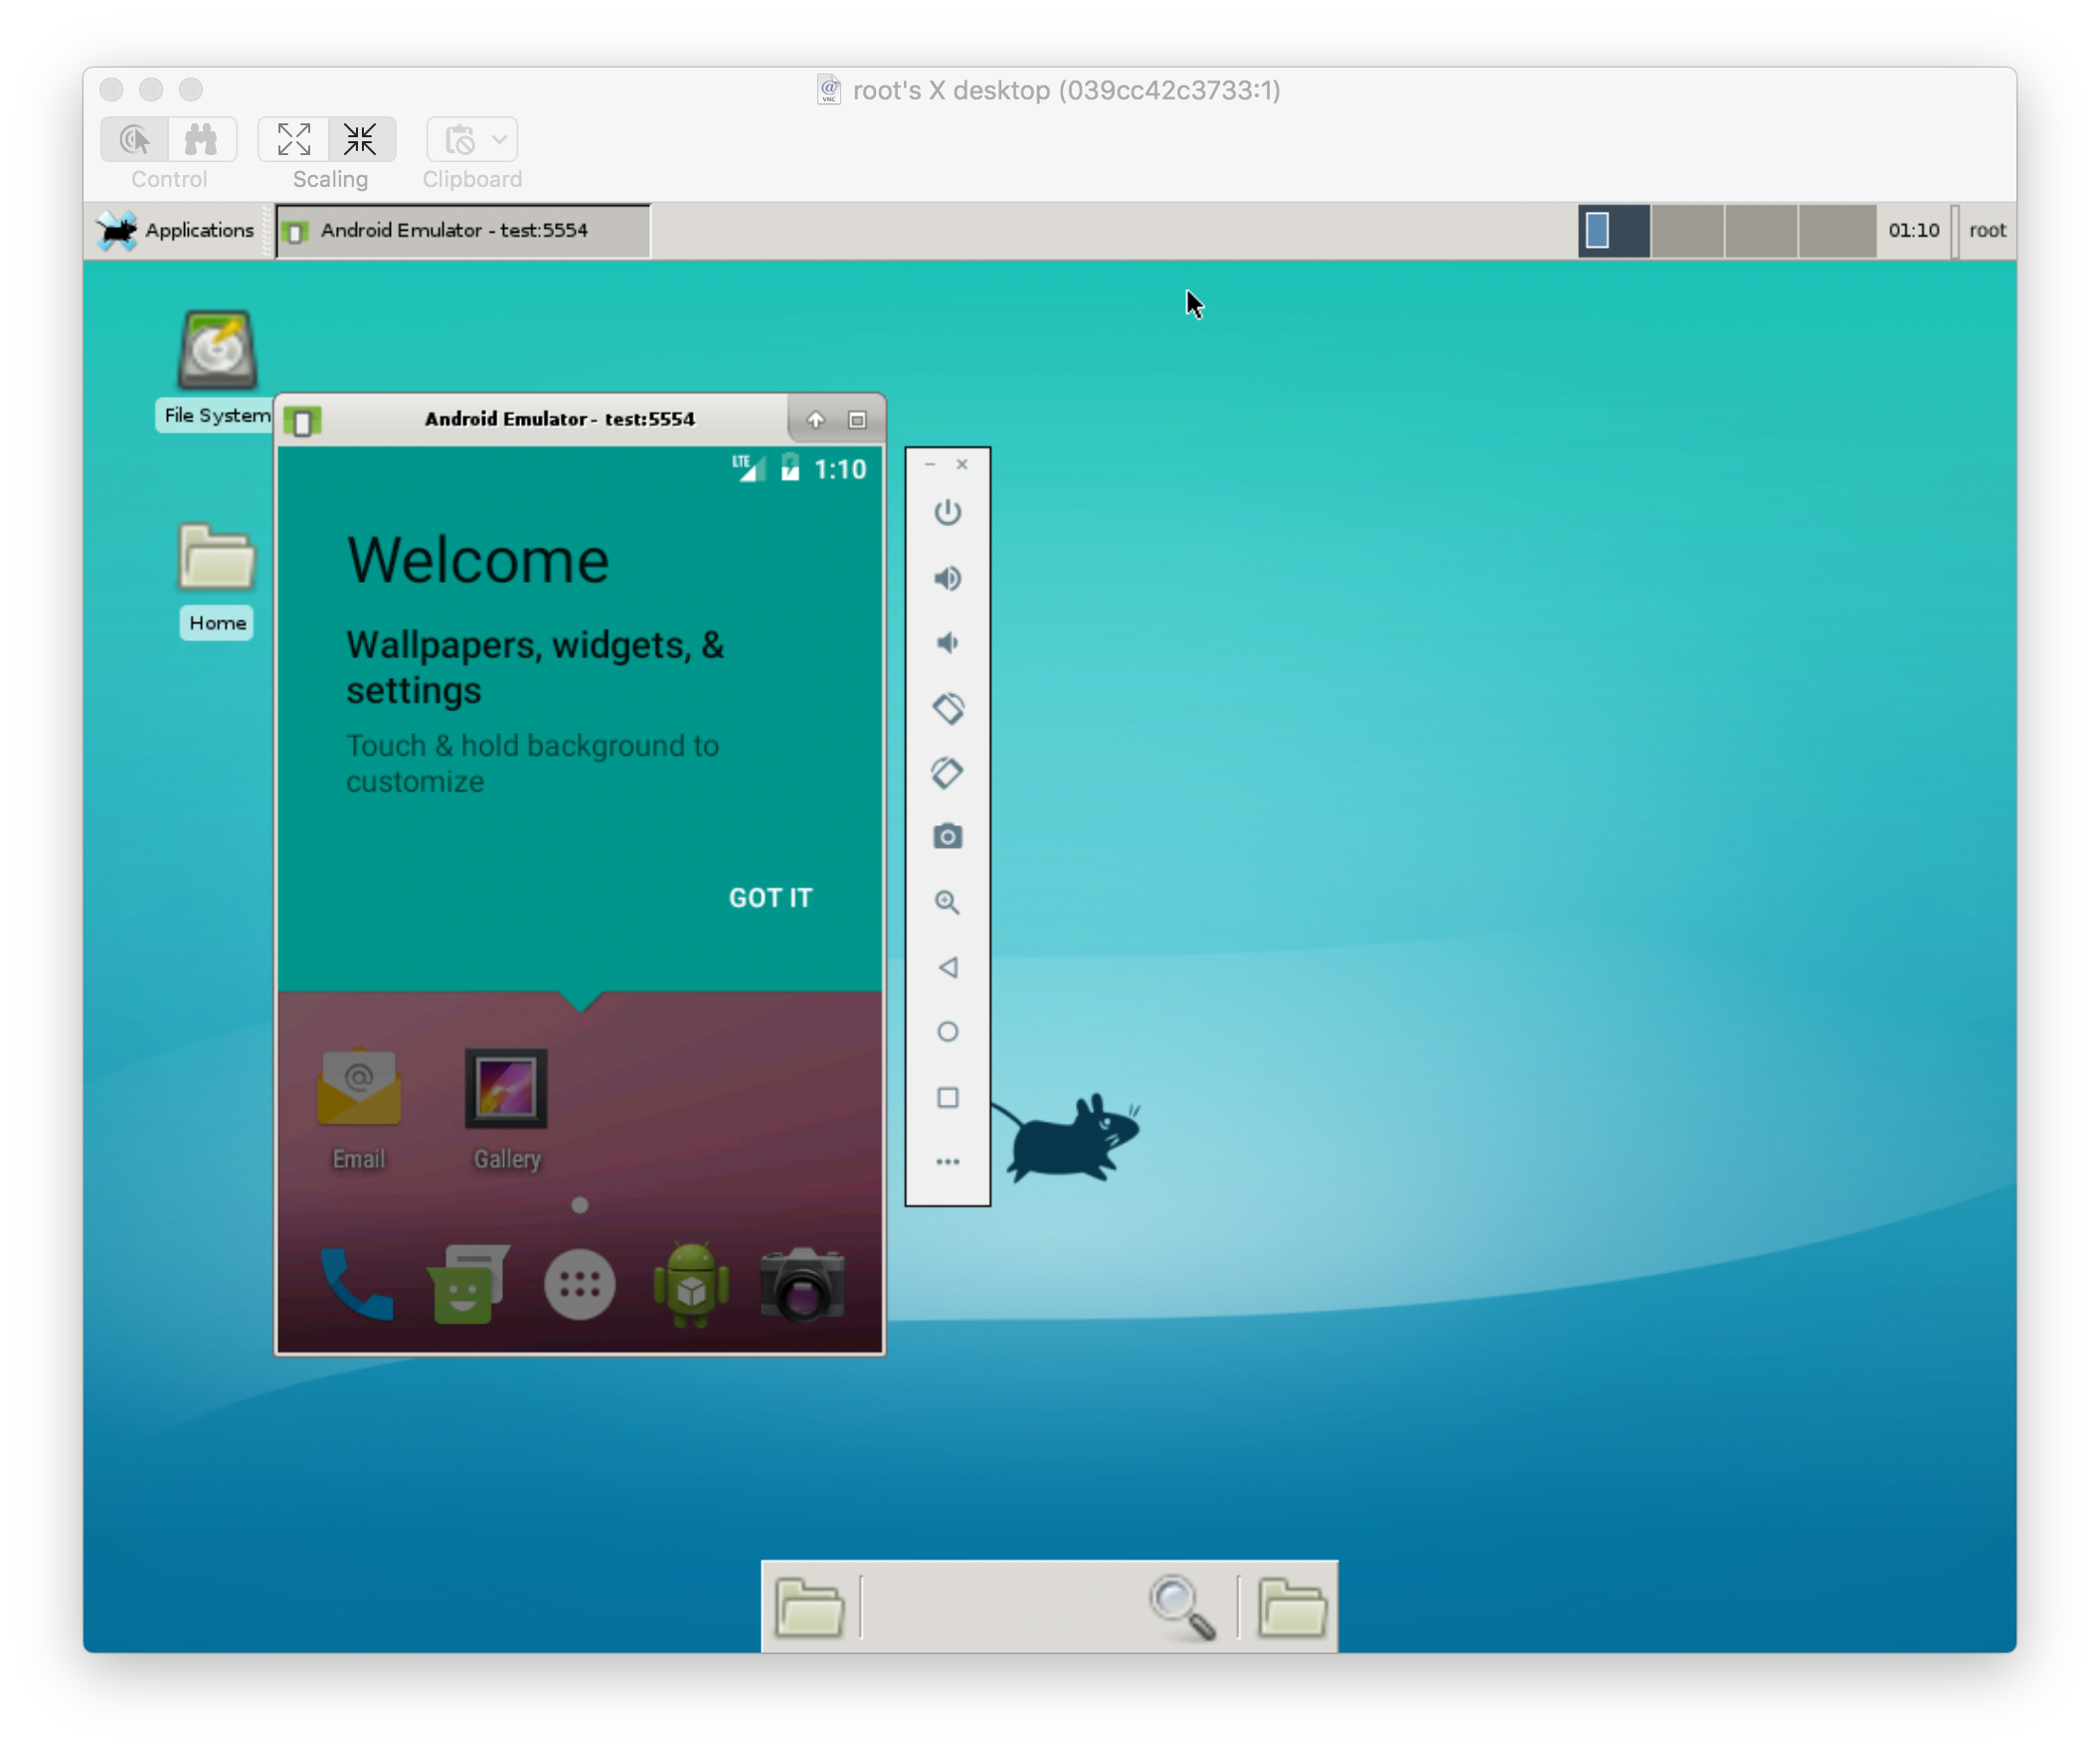 root's X desktop (039cc42c3733:1)
Control
Scaling
Clipboard
Applications
Android Emulator - test:5554
01:10
root
File System
Home
Android Emulator - test:5554
LTE
1:10
Welcome
Wallpapers, widgets, &
settings
Touch & hold background to
customize
GOT IT
Email
Gallery